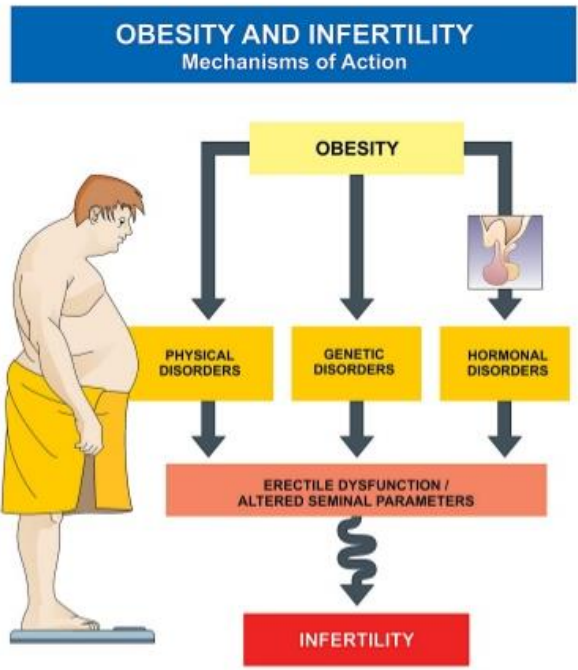 OBESITY AND INFERTILITY
Mechanisms of Action
OBESITY
PHYSICAL
DISORDERS
GENETIC
DISORDERS
HORMONAL
DISORDERS
ERECTILE DYSFUNCTION /
ALTERED SEMINAL PARAMETERS
INFERTILITY